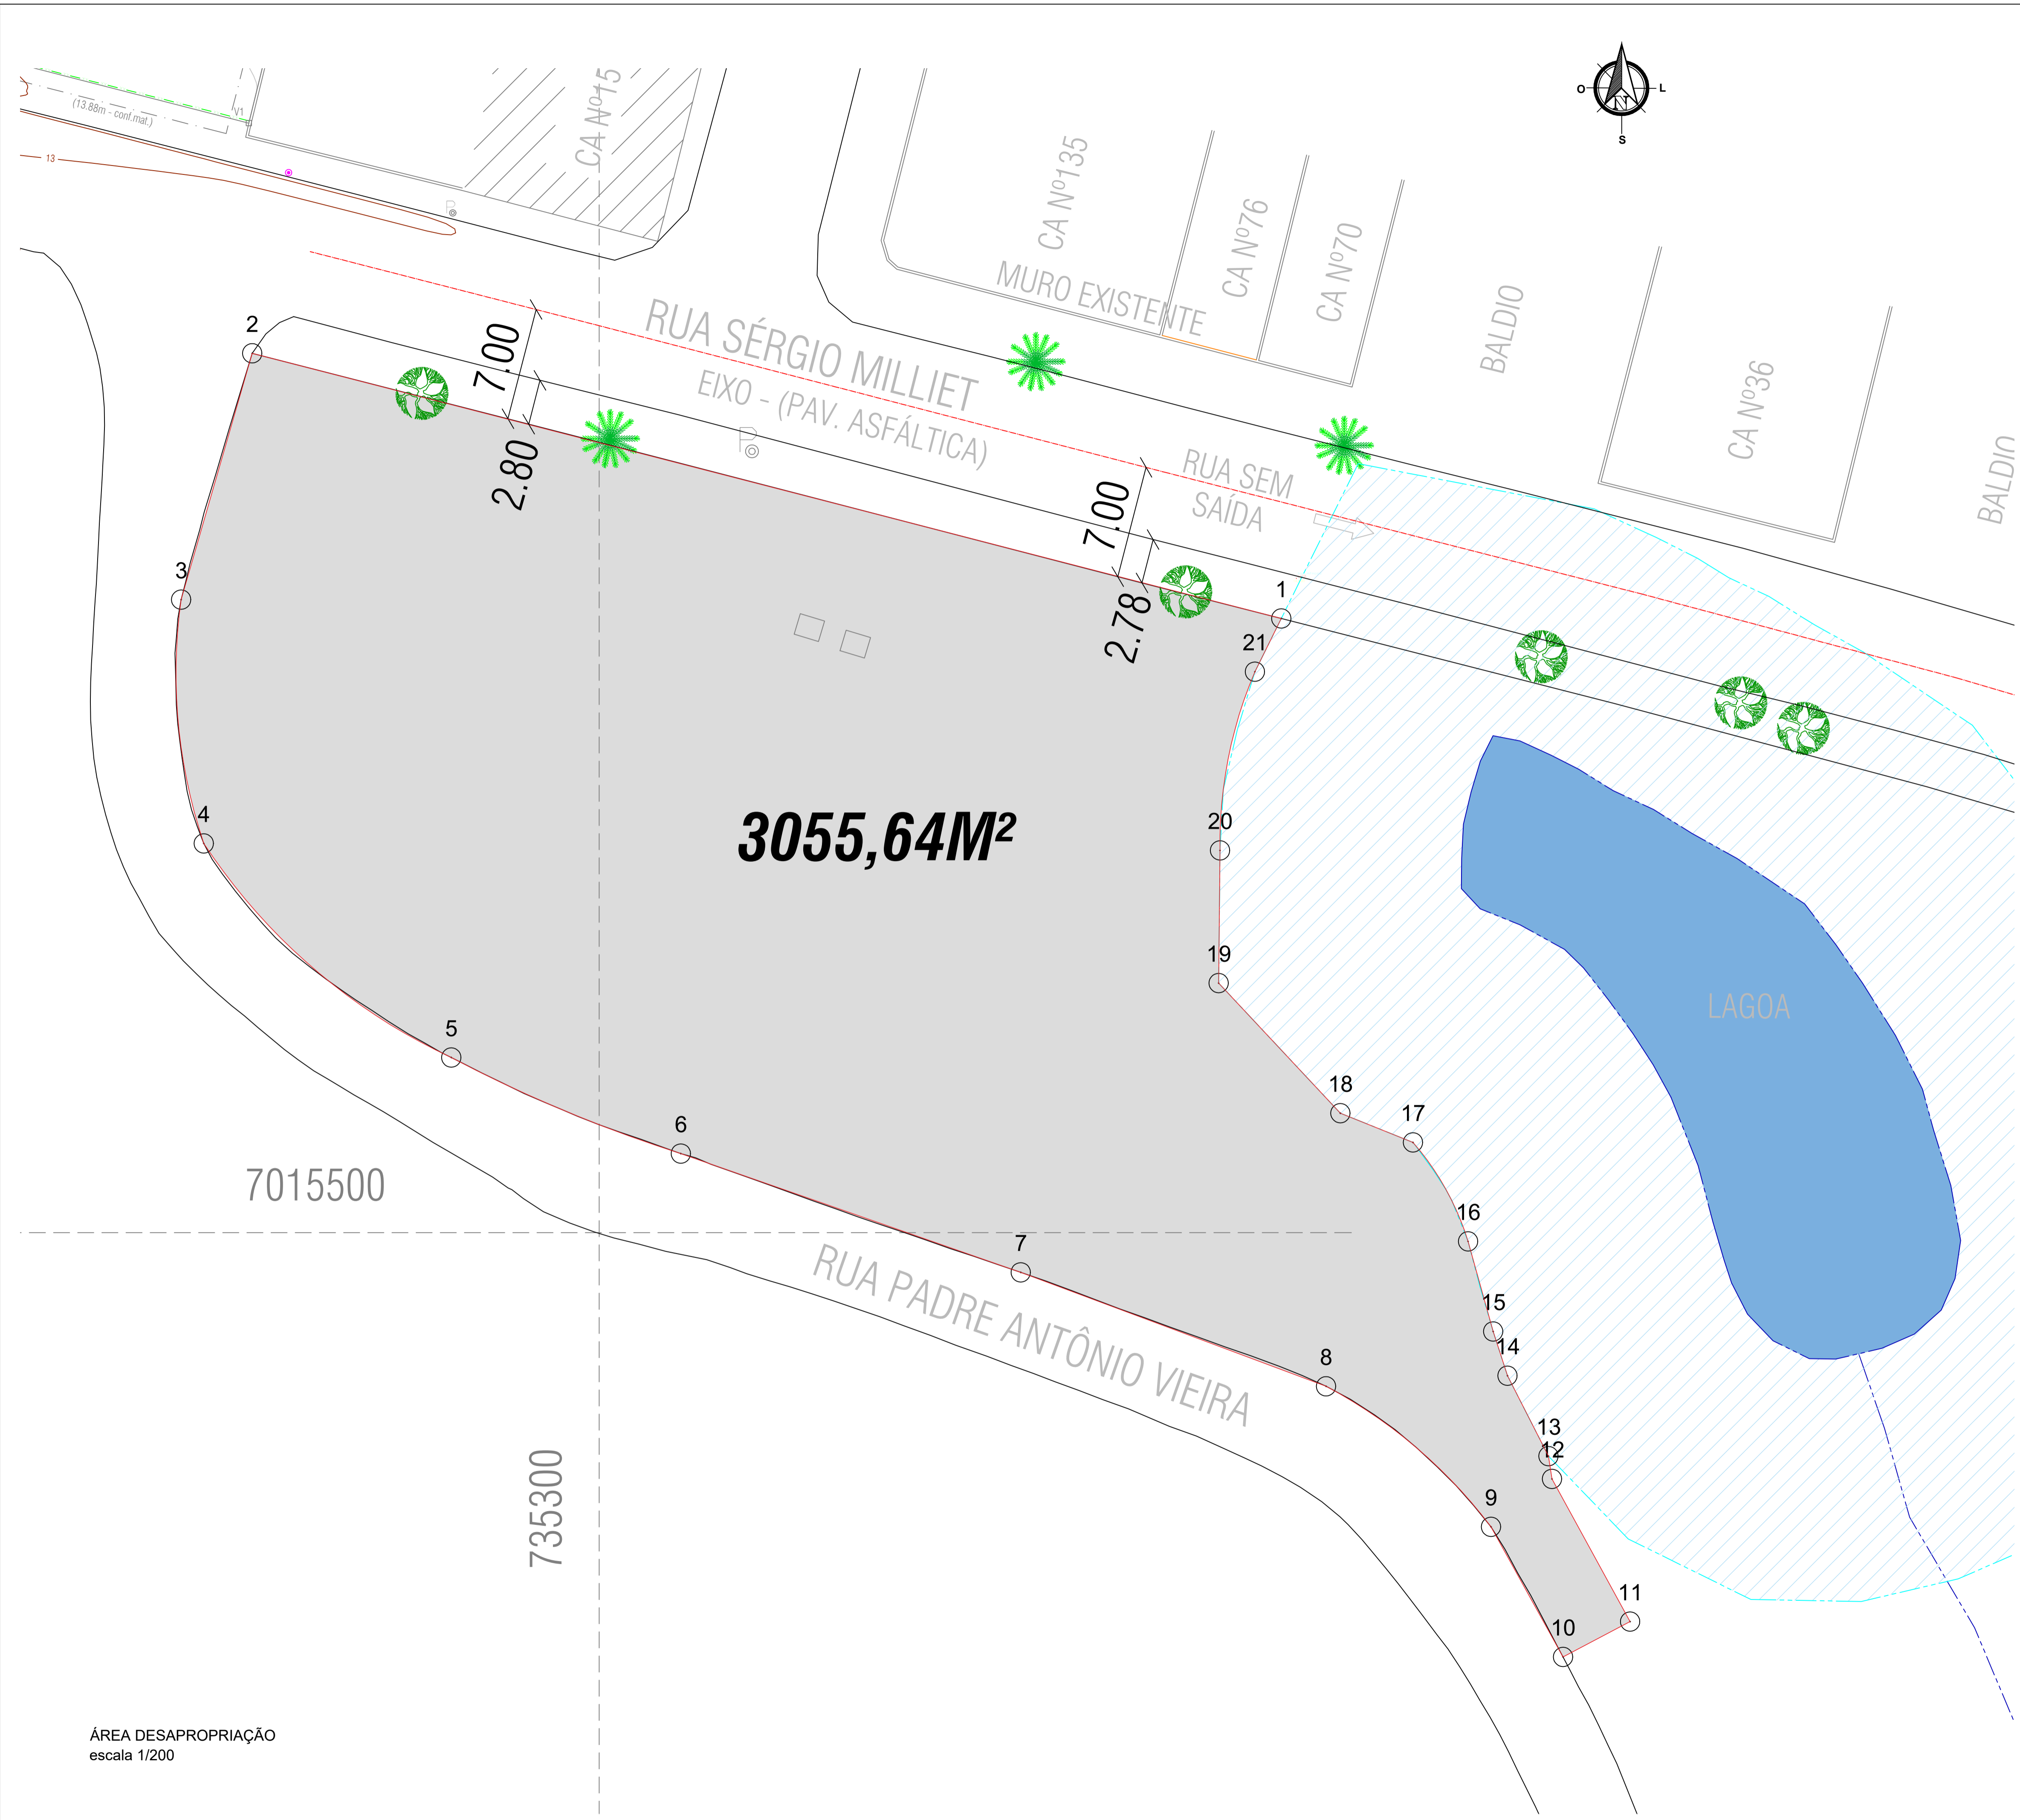 O
L
N
S
(13.88m - conf.mat.)
V1
13
CA Nº15
CA Nº135
CA Nº76
CA Nº70
MURO EXISTENTE
BALDIO
CA Nº36
BALDIO
RUA SÉRGIO MILLIET
EIXO - (PAV. ASFÁLTICA)
RUA SEM
SAÍDA
7.00
2.80
7.00
2.78
2
3
1
21
4
3055,64M²
20
19
LAGOA
5
18
17
6
7015500
16
7
RUA PADRE ANTÔNIO VIEIRA
15
14
8
13
12
735300
9
11
10
ÁREA DESAPROPRIAÇÃO
escala 1/200